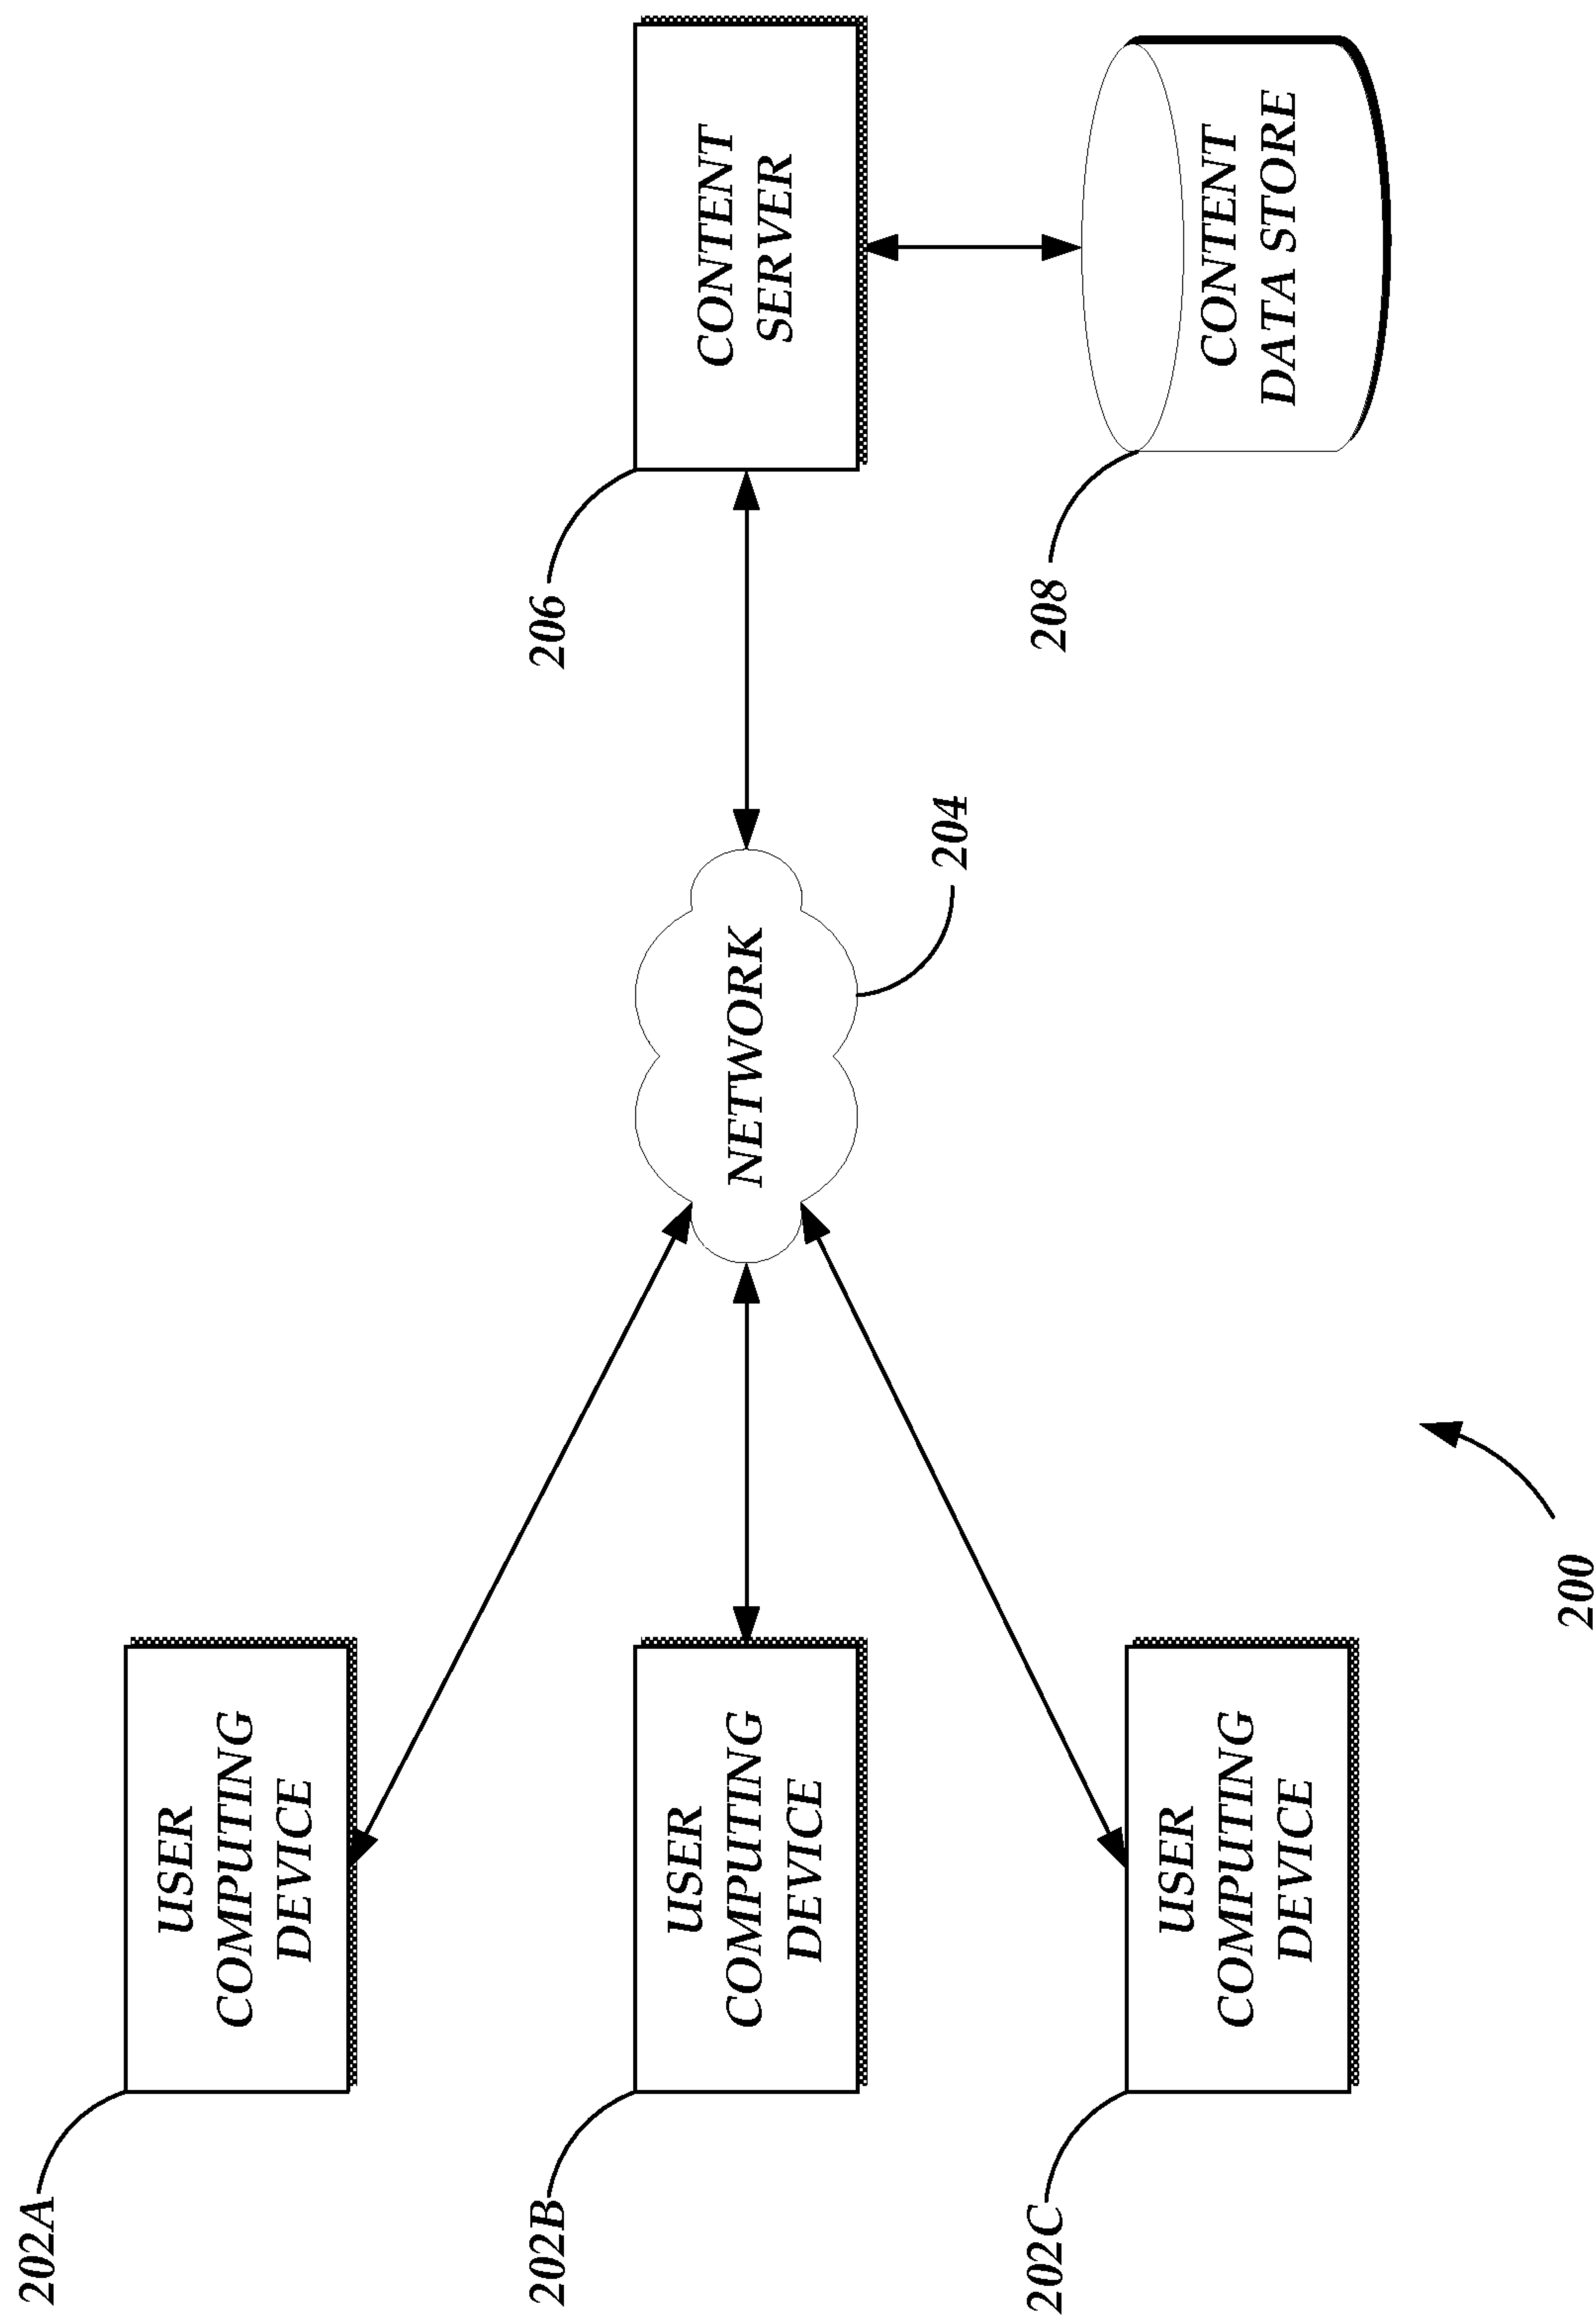 202A
USER
COMPUTING
DEVICE
202B
USER
COMPUTING
DEVICE
202C
USER
COMPUTING
DEVICE
NETWORK
204
206
CONTENT
SERVER
208
CONTENT
DATA STORE
200